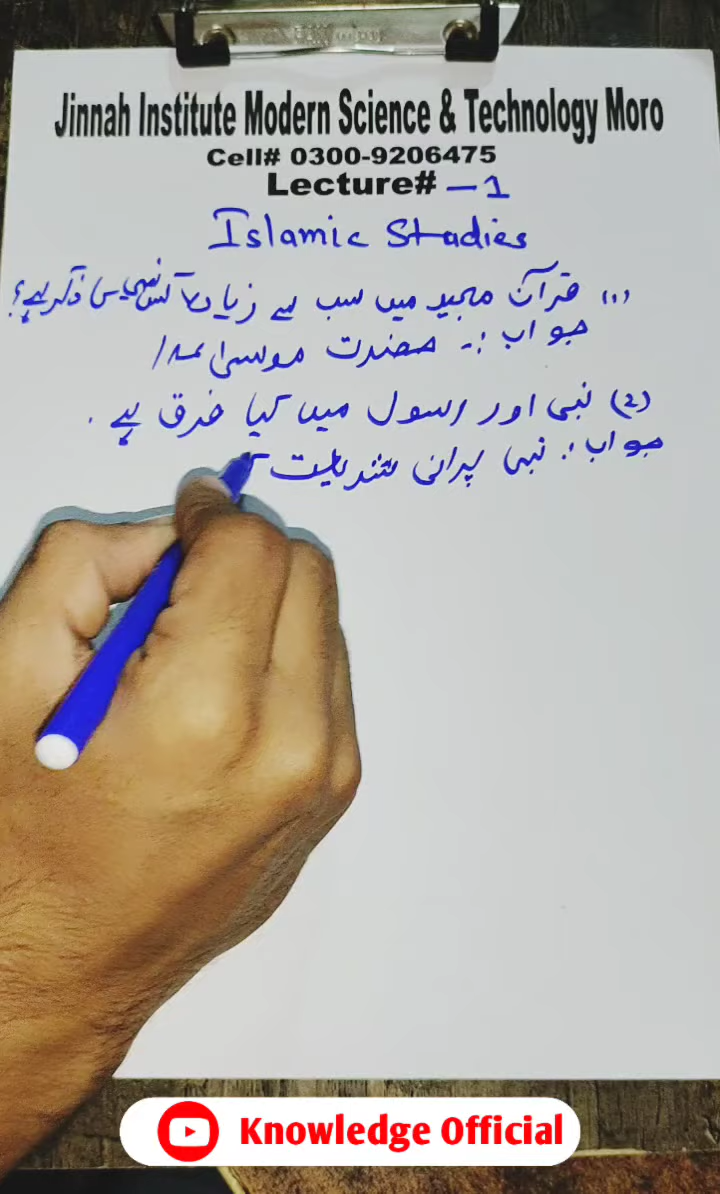 Jinnah Institute Modern Science & Technology Moro
Cell# 0300-9206475
Lecture# — 1
Islamic Studies
(1) قرآن مجید میں سب سے زیادہ کس نبی کا ذکر ہے؟
جواب:۔ حضرت موسیٰ
(2) نبی اور رسول میں کیا فرق ہے۔
جواب: نبی پرانی شریعت
Knowledge Official